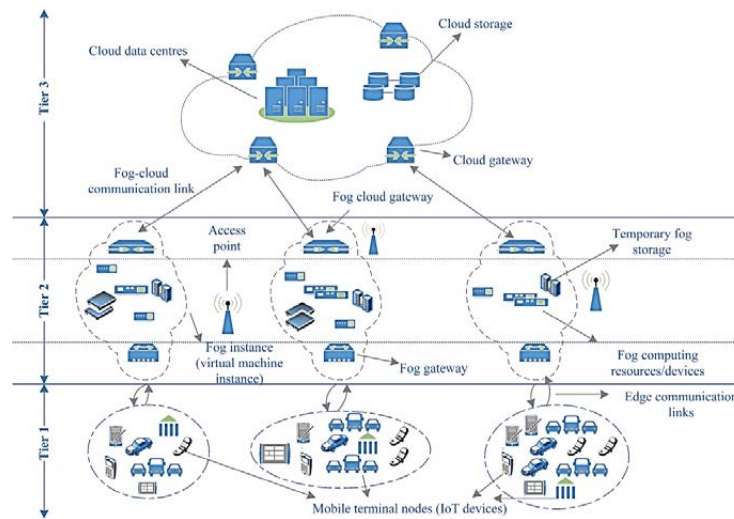 Tier 3
Cloud data centres
Cloud storage
Cloud gateway
Fog-cloud
communication link
Fog cloud gateway
Tier 2
Access
point
Temporary fog
storage
Fog instance
(virtual machine
instance)
Fog gateway
Fog computing
resources/devices
Tier 1
Edge communication
links
Mobile terminal nodes (IoT devices)